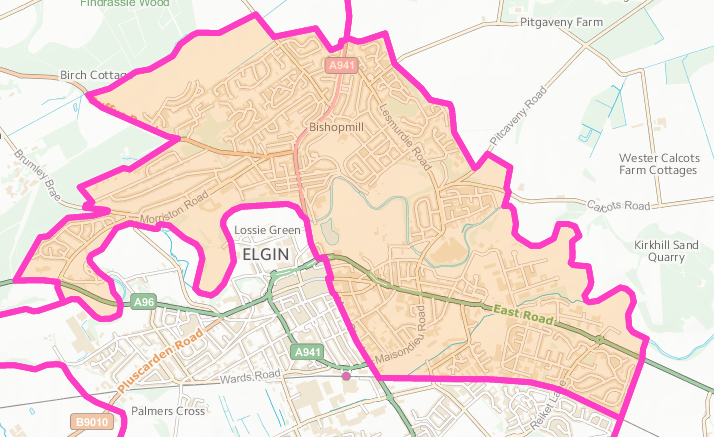 Findrassie Wood
Pitgaveny Farm
Birch Cottag
A941
Pitgaveny Road
Lesmurdie Road
Bishopmill
Brumley Brae
Wester Calcots
Farm Cottages
Morriston Road
Calcots Road
Lossie Green
ELGIN
Kirkhill Sand
Quarry
A96
East Road
Pluscarden Road
A941
Maisondieu Road
Wards Road
Reiket Lane
Palmers Cross
B9010